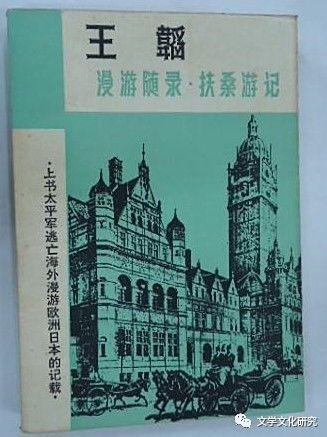 王韬
漫游随录·扶桑游记
·上书太平军逃亡海外漫游欧洲日本的记载·
文学文化研究